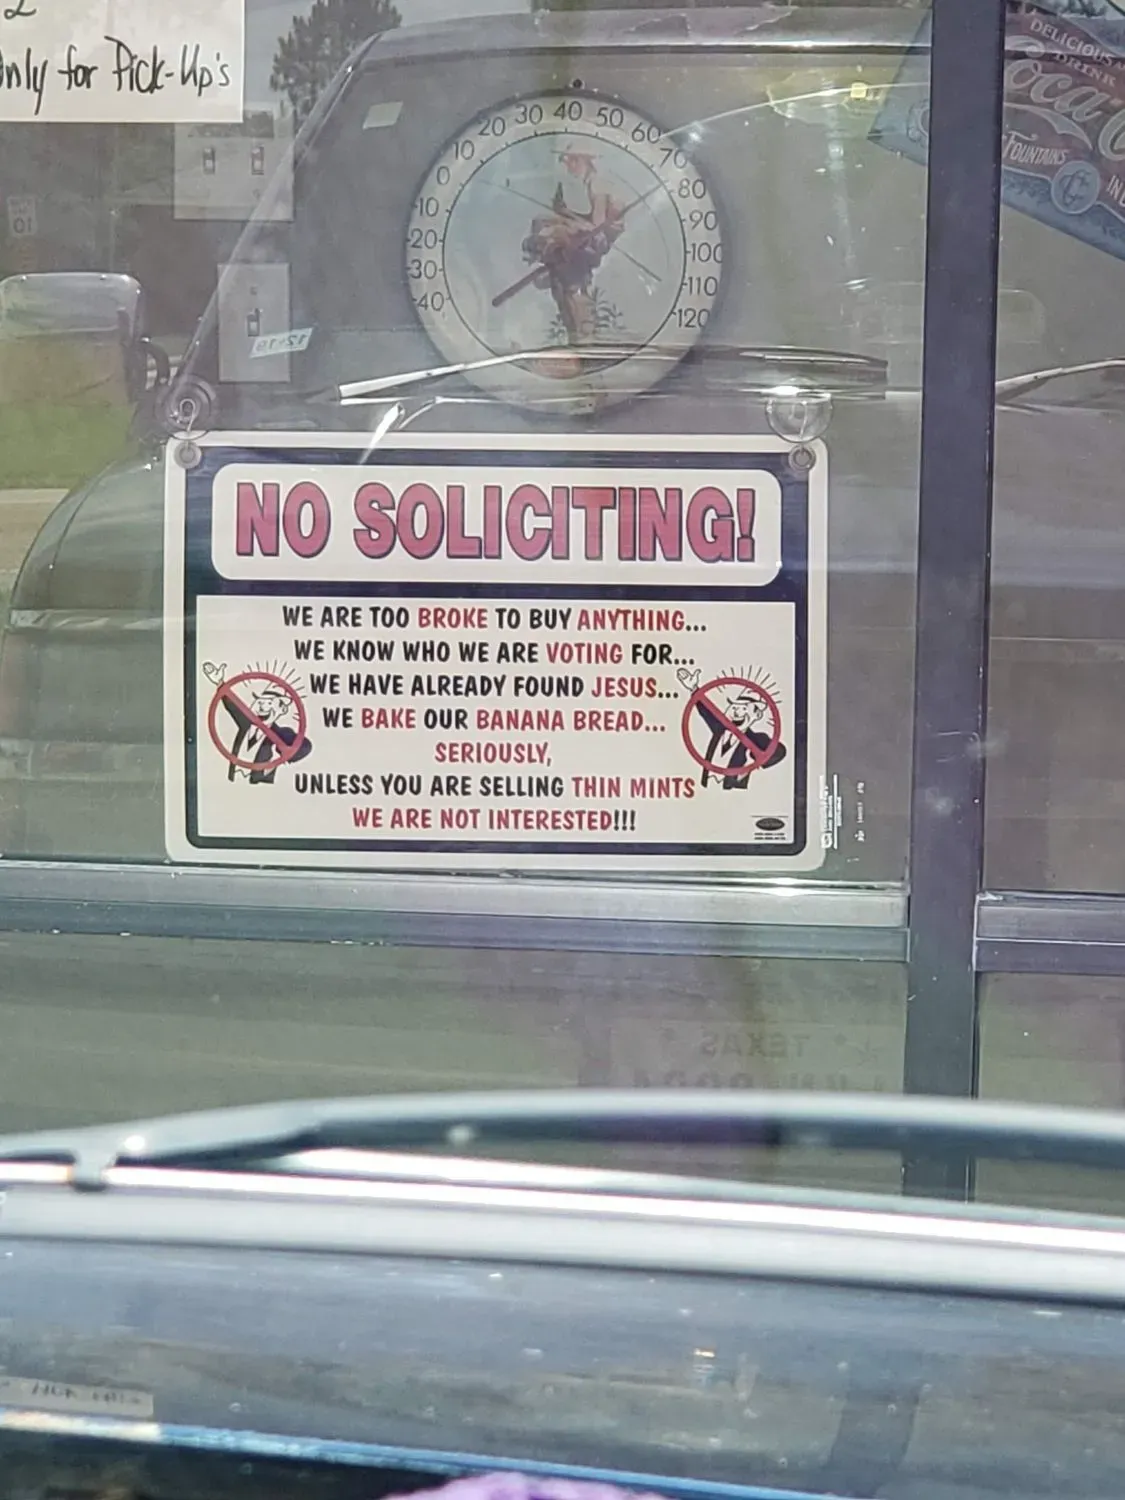 Only for Pick-Up's
-40
-30
-20
-10
0
10
20
30
40
50
60
70
80
90
100
110
120
DELICIOUS
DRINK
Coca-C
FOUNTAINS
NO SOLICITING!
WE ARE TOO BROKE TO BUY ANYTHING...
WE KNOW WHO WE ARE VOTING FOR...
WE HAVE ALREADY FOUND JESUS...
WE BAKE OUR BANANA BREAD...
SERIOUSLY,
UNLESS YOU ARE SELLING THIN MINTS
WE ARE NOT INTERESTED!!!
TEXAS